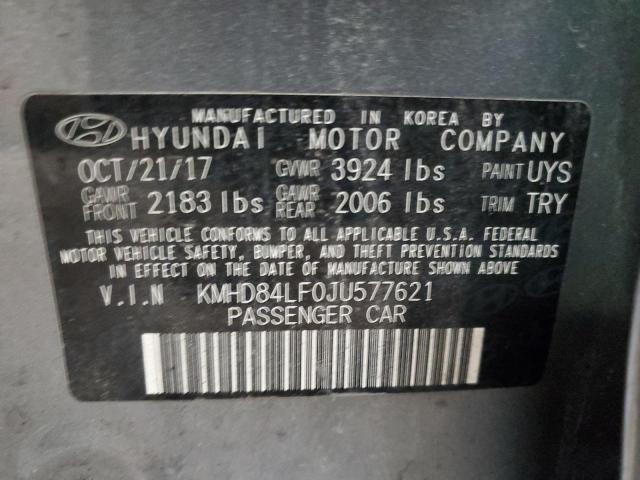 MANUFACTURED IN KOREA BY
HYUNDAI MOTOR COMPANY
OCT/21/17 GVWR 3924 lbs PAINT UYS
GAWR FRONT 2183 lbs GAWR REAR 2006 lbs TRIM TRY
THIS VEHICLE CONFORMS TO ALL APPLICABLE U.S.A. FEDERAL
MOTOR VEHICLE SAFETY, BUMPER, AND THEFT PREVENTION STANDARDS
IN EFFECT ON THE DATE OF MANUFACTURE SHOWN ABOVE
V.I.N KMHD84LF0JU577621
PASSENGER CAR